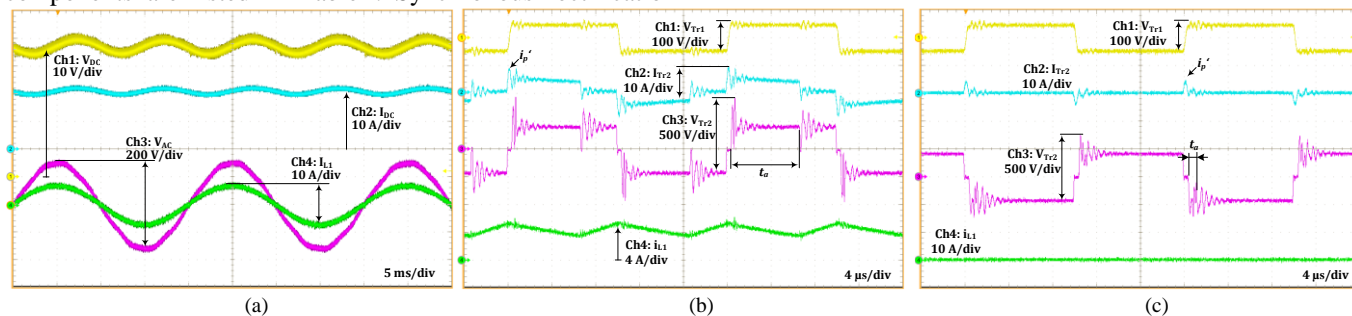 Ch1: V_DC
10 V/div
Ch2: I_DC
10 A/div
Ch3: V_AC
200 V/div
Ch4: I_L1
10 A/div
5 ms/div
(a)
i_p‘
Ch1: V_Tr1
100 V/div
Ch2: I_Tr2
10 A/div
Ch3: V_Tr2
500 V/div
t_a
Ch4: i_L1
4 A/div
4 µs/div
(b)
Ch1: V_Tr1
100 V/div
i_p‘
Ch2: I_Tr2
10 A/div
t_a
Ch3: V_Tr2
500 V/div
Ch4: i_L1
10 A/div
4 µs/div
(c)